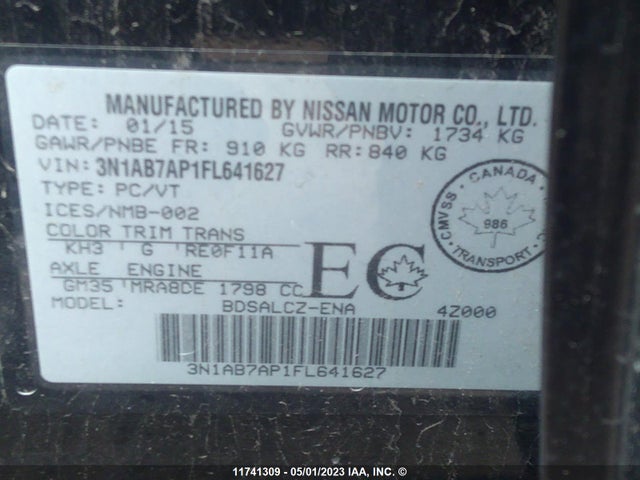 MANUFACTURED BY NISSAN MOTOR CO., LTD.
DATE: 01/15 GVWR/PNBV: 1734 KG
GAWR/PNBE FR: 910 KG RR: 840 KG
VIN: 3N1AB7AP1FL641627
TYPE: PC/VT
ICES/NMB-002
COLOR TRIM TRANS
KH3 G RE0F11A
AXLE ENGINE
GM35 MRA8DE 1798 CC
MODEL: BDSALCZ-ENA 4Z000
EC
CANADA
CMVSS
986
TRANSPORT
3N1AB7AP1FL641627
11741309 - 05/01/2023 IAA, INC. ©